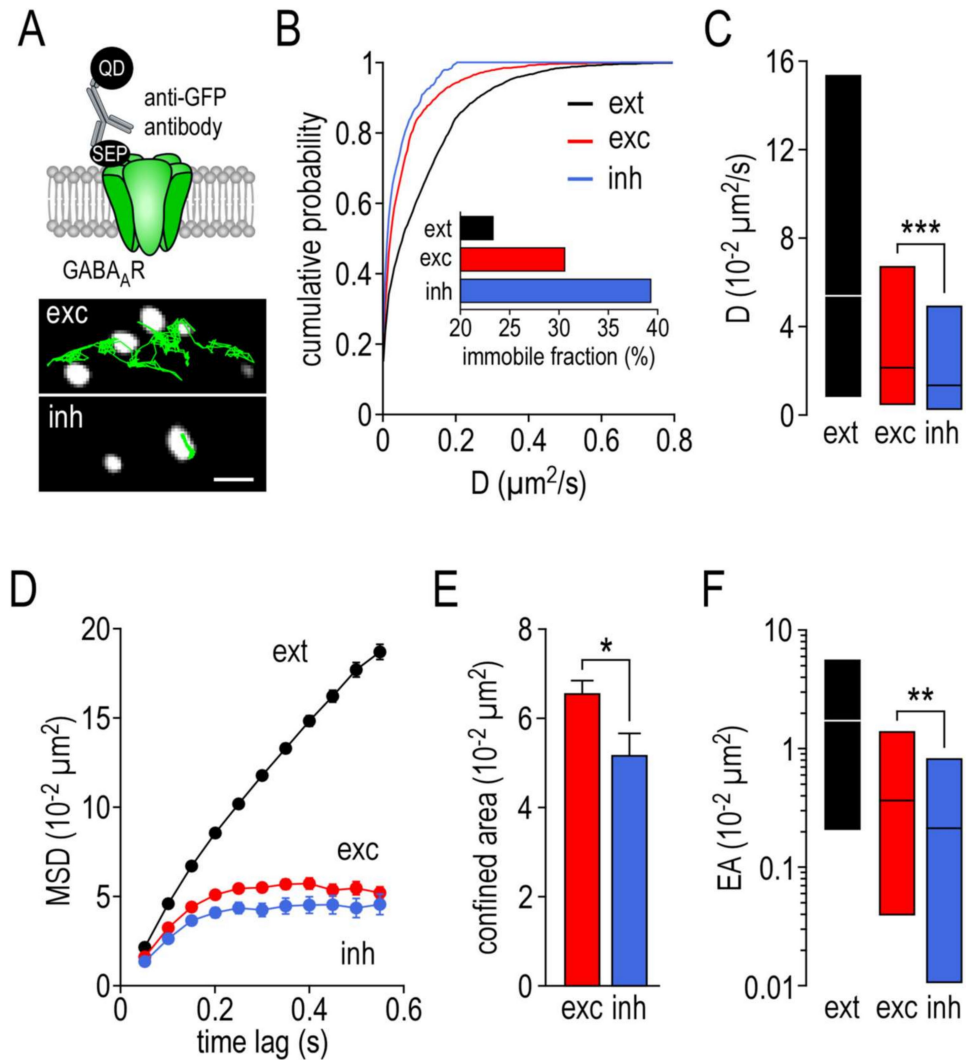 A
QD
anti-GFP
antibody
SEP
GABA_AR
exc
inh
B
cumulative probability
1
0.8
0.6
0.4
0.2
0
0.2
0.4
0.6
0.8
D (µm²/s)
ext
exc
inh
ext
exc
inh
20
25
30
35
40
immobile fraction (%)
C
D (10⁻² µm²/s)
16
12
8
4
0
***
ext
exc
inh
D
MSD (10⁻² µm²)
20
15
10
5
0
0
0.2
0.4
0.6
time lag (s)
ext
exc
inh
E
confined area (10⁻² µm²)
8
6
4
2
0
*
exc
inh
F
EA (10⁻² µm²)
10
1
0.1
0.01
**
ext
exc
inh